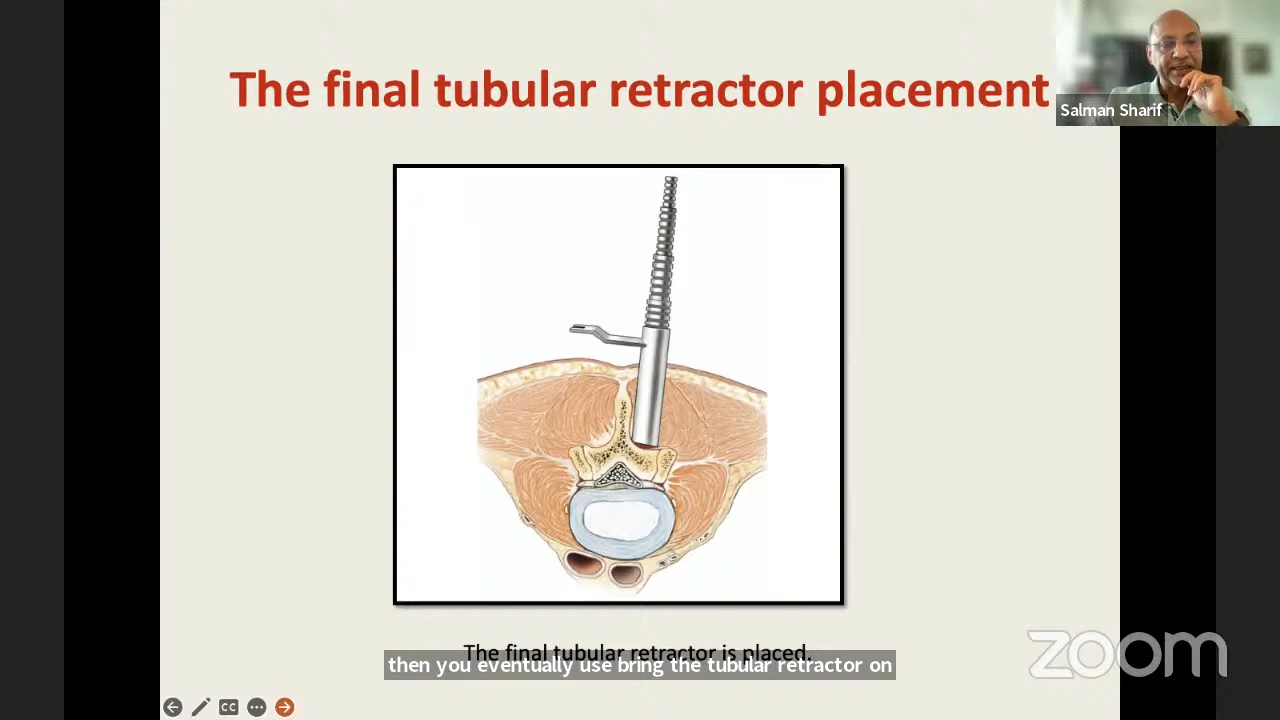 The final tubular retractor placement
Salman Sharif
The final tubular retractor is placed.
then you eventually use bring the tubular retractor on
zoom
CC